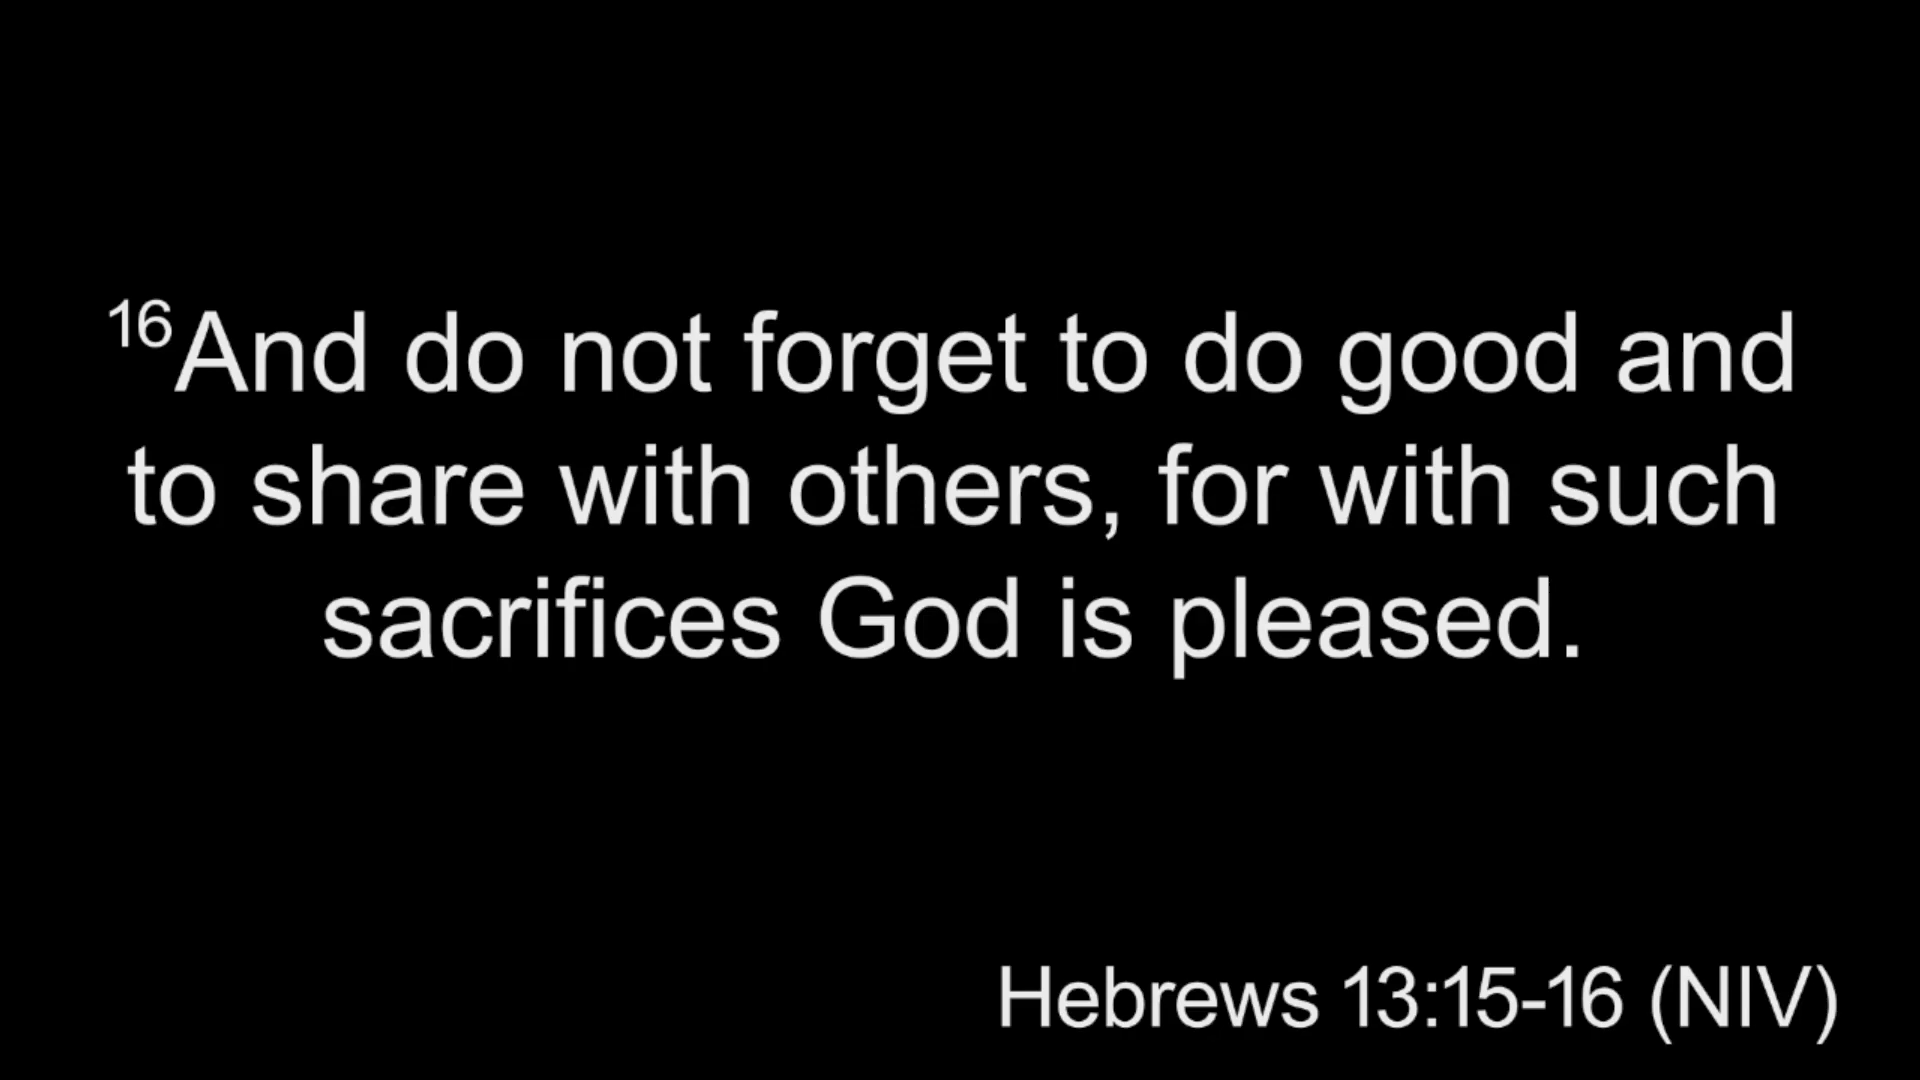 16And do not forget to do good and
to share with others, for with such
sacrifices God is pleased.
Hebrews 13:15-16 (NIV)